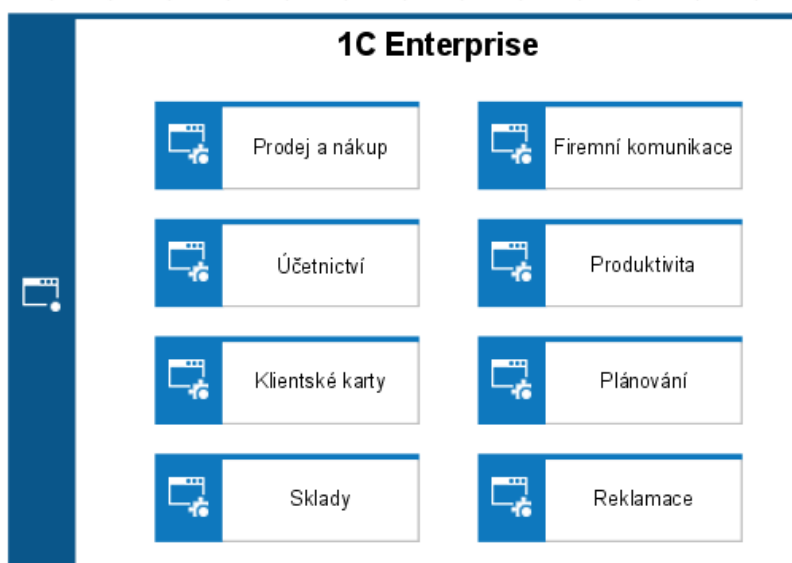 1C Enterprise
Prodej a nákup
Firemní komunikace
Účetnictví
Produktivita
Klientské karty
Plánování
Sklady
Reklamace